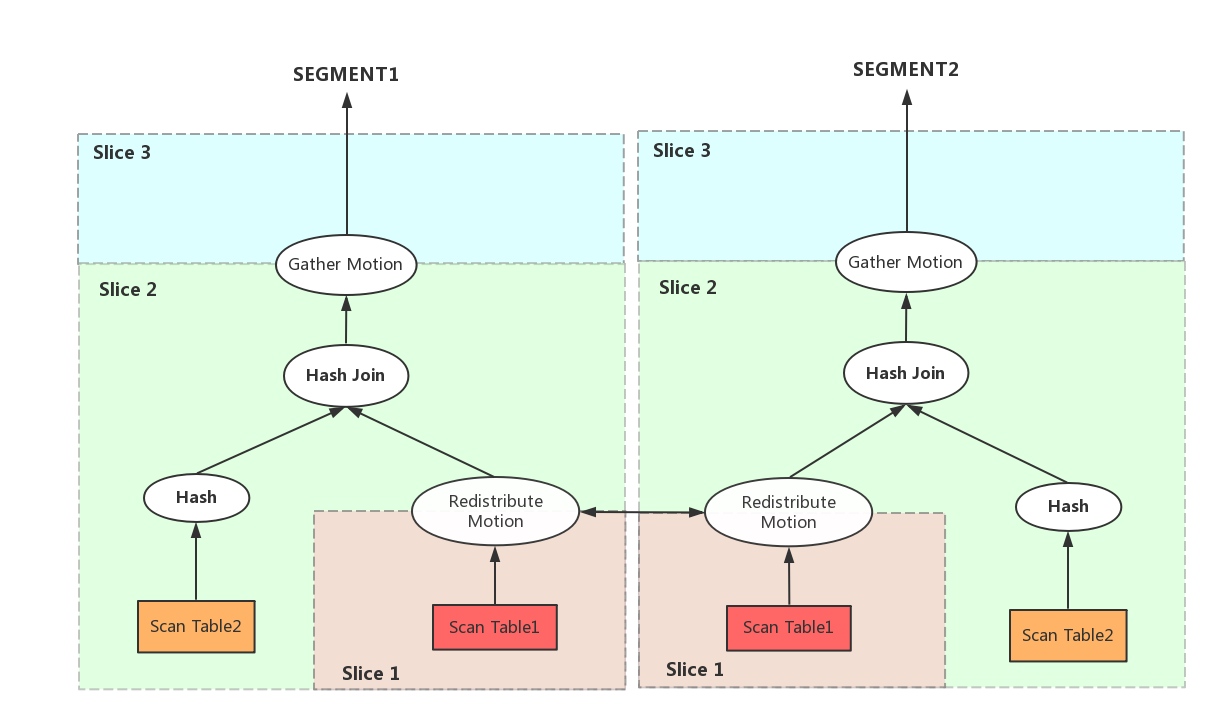 SEGMENT1
Slice 3
Gather Motion
Slice 2
Hash Join
Hash
Redistribute
Motion
Scan Table2
Scan Table1
Slice 1
SEGMENT2
Slice 3
Gather Motion
Slice 2
Hash Join
Redistribute
Motion
Hash
Scan Table1
Scan Table2
Slice 1